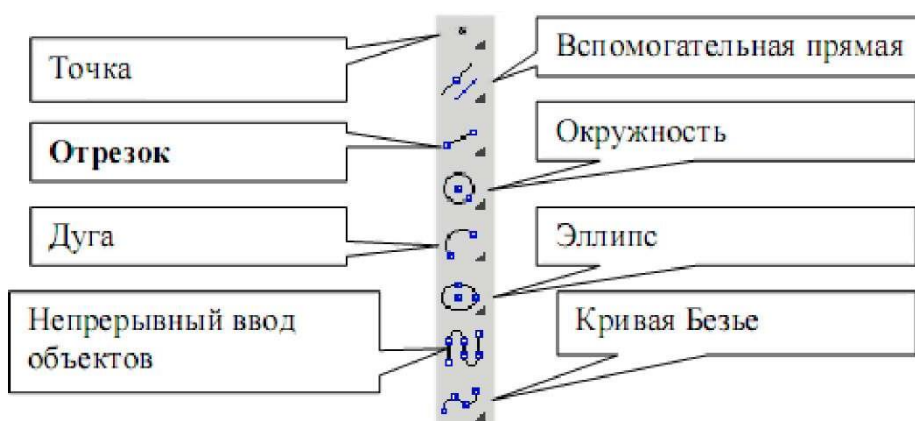 Точка
Вспомогательная прямая
Отрезок
Окружность
Дуга
Эллипс
Непрерывный ввод
объектов
Кривая Безье